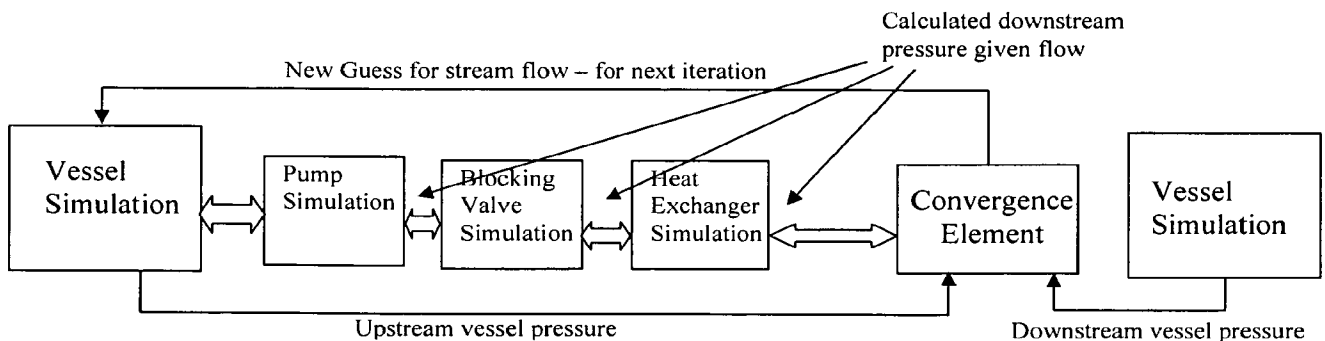 Calculated downstream
pressure given flow
New Guess for stream flow – for next iteration
Vessel
Simulation
Pump
Simulation
Blocking
Valve
Simulation
Heat
Exchanger
Simulation
Convergence
Element
Vessel
Simulation
Upstream vessel pressure
Downstream vessel pressure